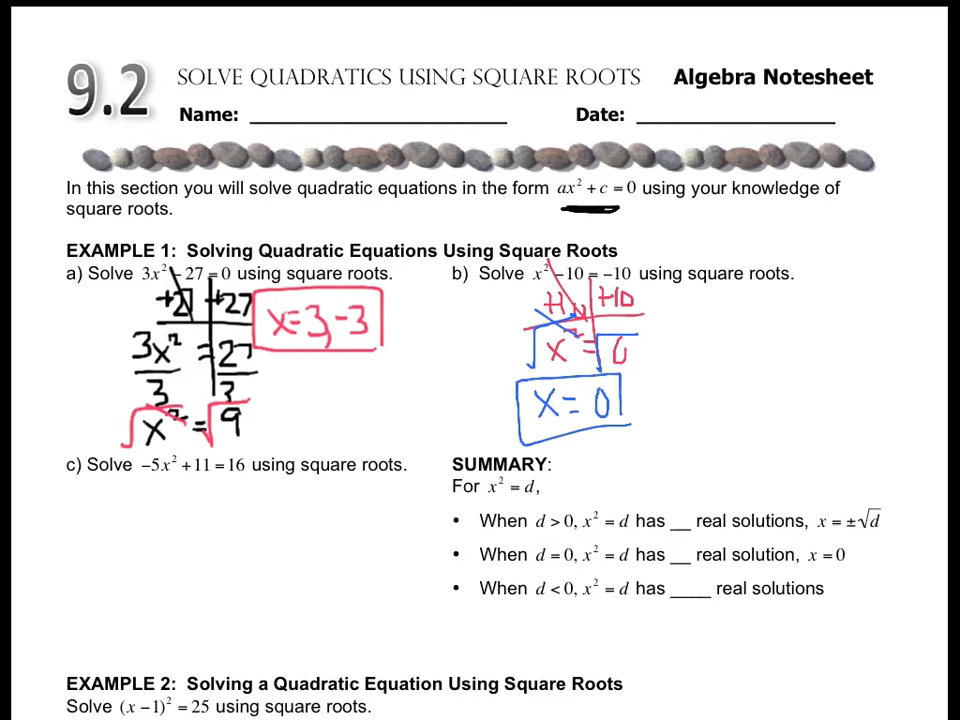 9.2 SOLVE QUADRATICS USING SQUARE ROOTS Algebra Notesheet
Name: ____________________ Date: ____________________
In this section you will solve quadratic equations in the form ax² + c = 0 using your knowledge of
square roots.
EXAMPLE 1: Solving Quadratic Equations Using Square Roots
a) Solve 3x² − 27 = 0 using square roots.
+27 +27
3x² = 27
3 3
√x² = √9
x=3,-3
b) Solve x² − 10 = −10 using square roots.
+10 +10
√x² = √0
x = 0
c) Solve −5x² + 11 = 16 using square roots.
SUMMARY:
For x² = d,
• When d > 0, x² = d has __ real solutions, x = ±√d
• When d = 0, x² = d has __ real solution, x = 0
• When d < 0, x² = d has ____ real solutions
EXAMPLE 2: Solving a Quadratic Equation Using Square Roots
Solve (x − 1)² = 25 using square roots.